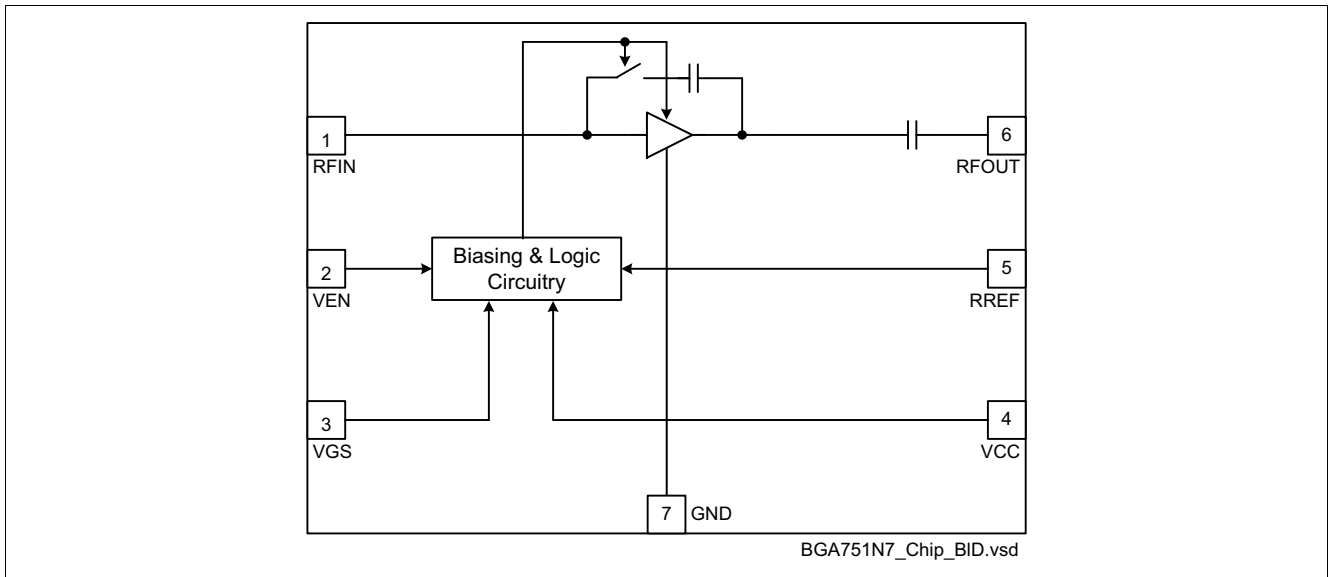 1
RFIN
6
RFOUT
2
VEN
Biasing & Logic
Circuitry
5
RREF
3
VGS
4
VCC
7 GND
BGA751N7_Chip_BID.vsd